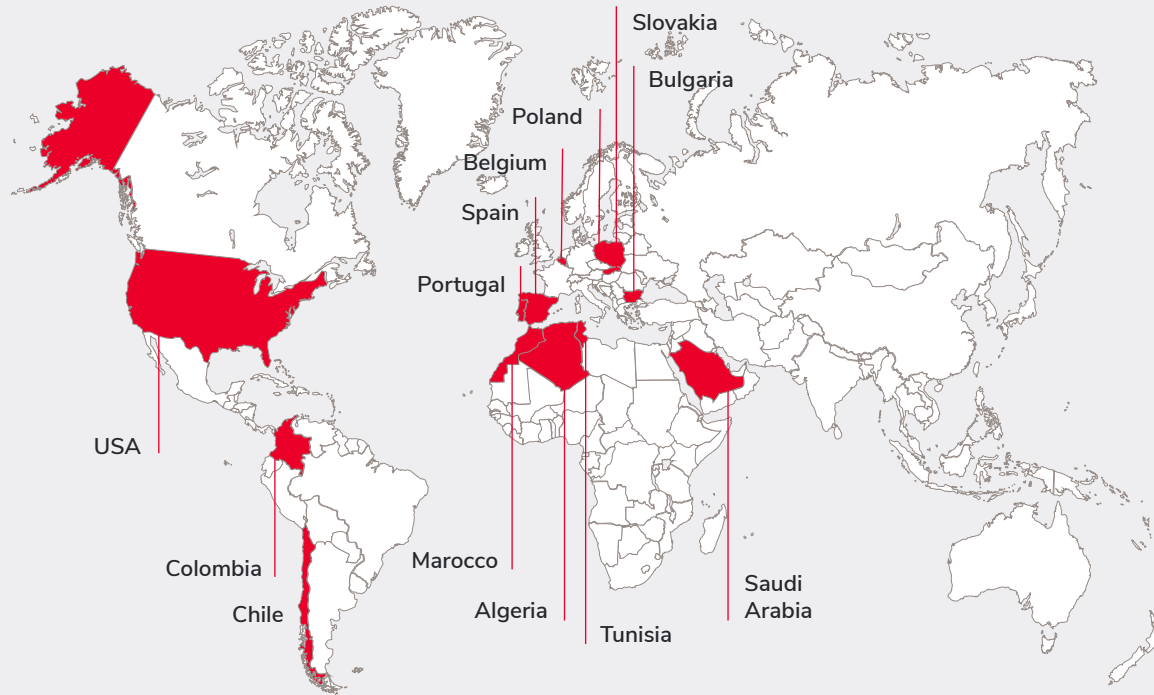 Slovakia
Bulgaria
Poland
Belgium
Spain
Portugal
USA
Colombia
Marocco
Chile
Algeria
Saudi
Arabia
Tunisia